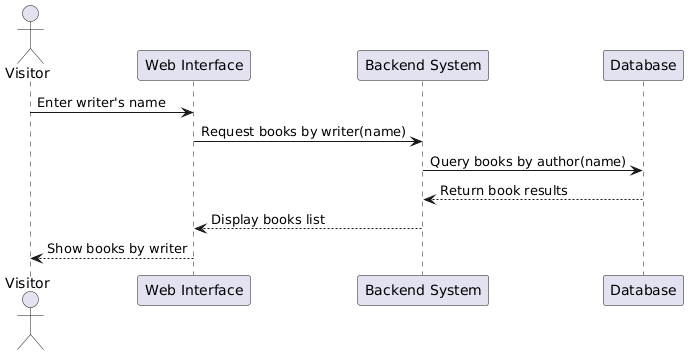 Visitor
Web Interface
Backend System
Database
Enter writer's name
Request books by writer(name)
Query books by author(name)
Return book results
Display books list
Show books by writer
Visitor
Web Interface
Backend System
Database